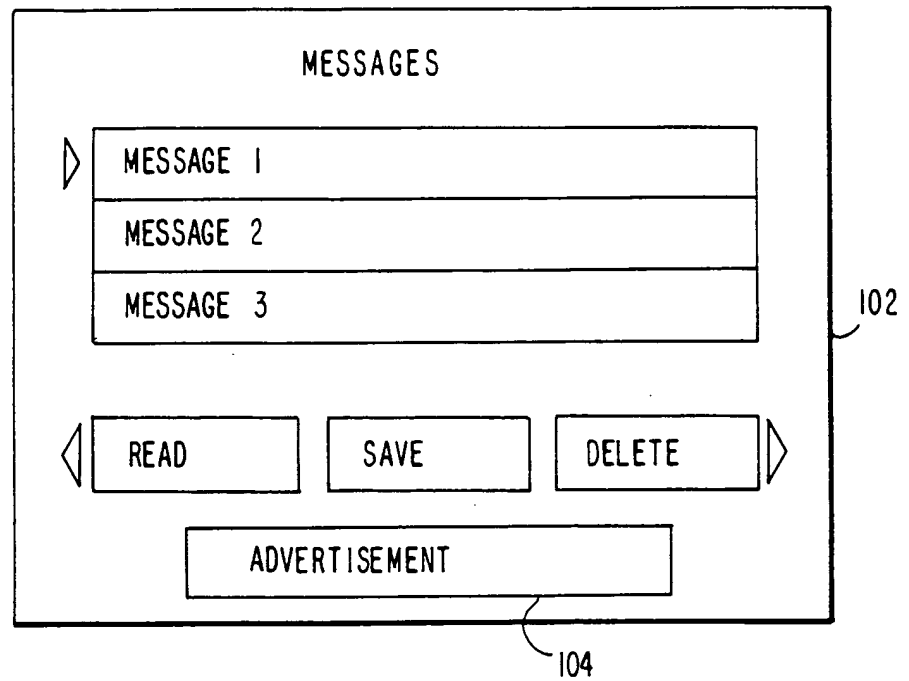 MESSAGES
MESSAGE 1
MESSAGE 2
MESSAGE 3
102
READ SAVE DELETE
ADVERTISEMENT
104